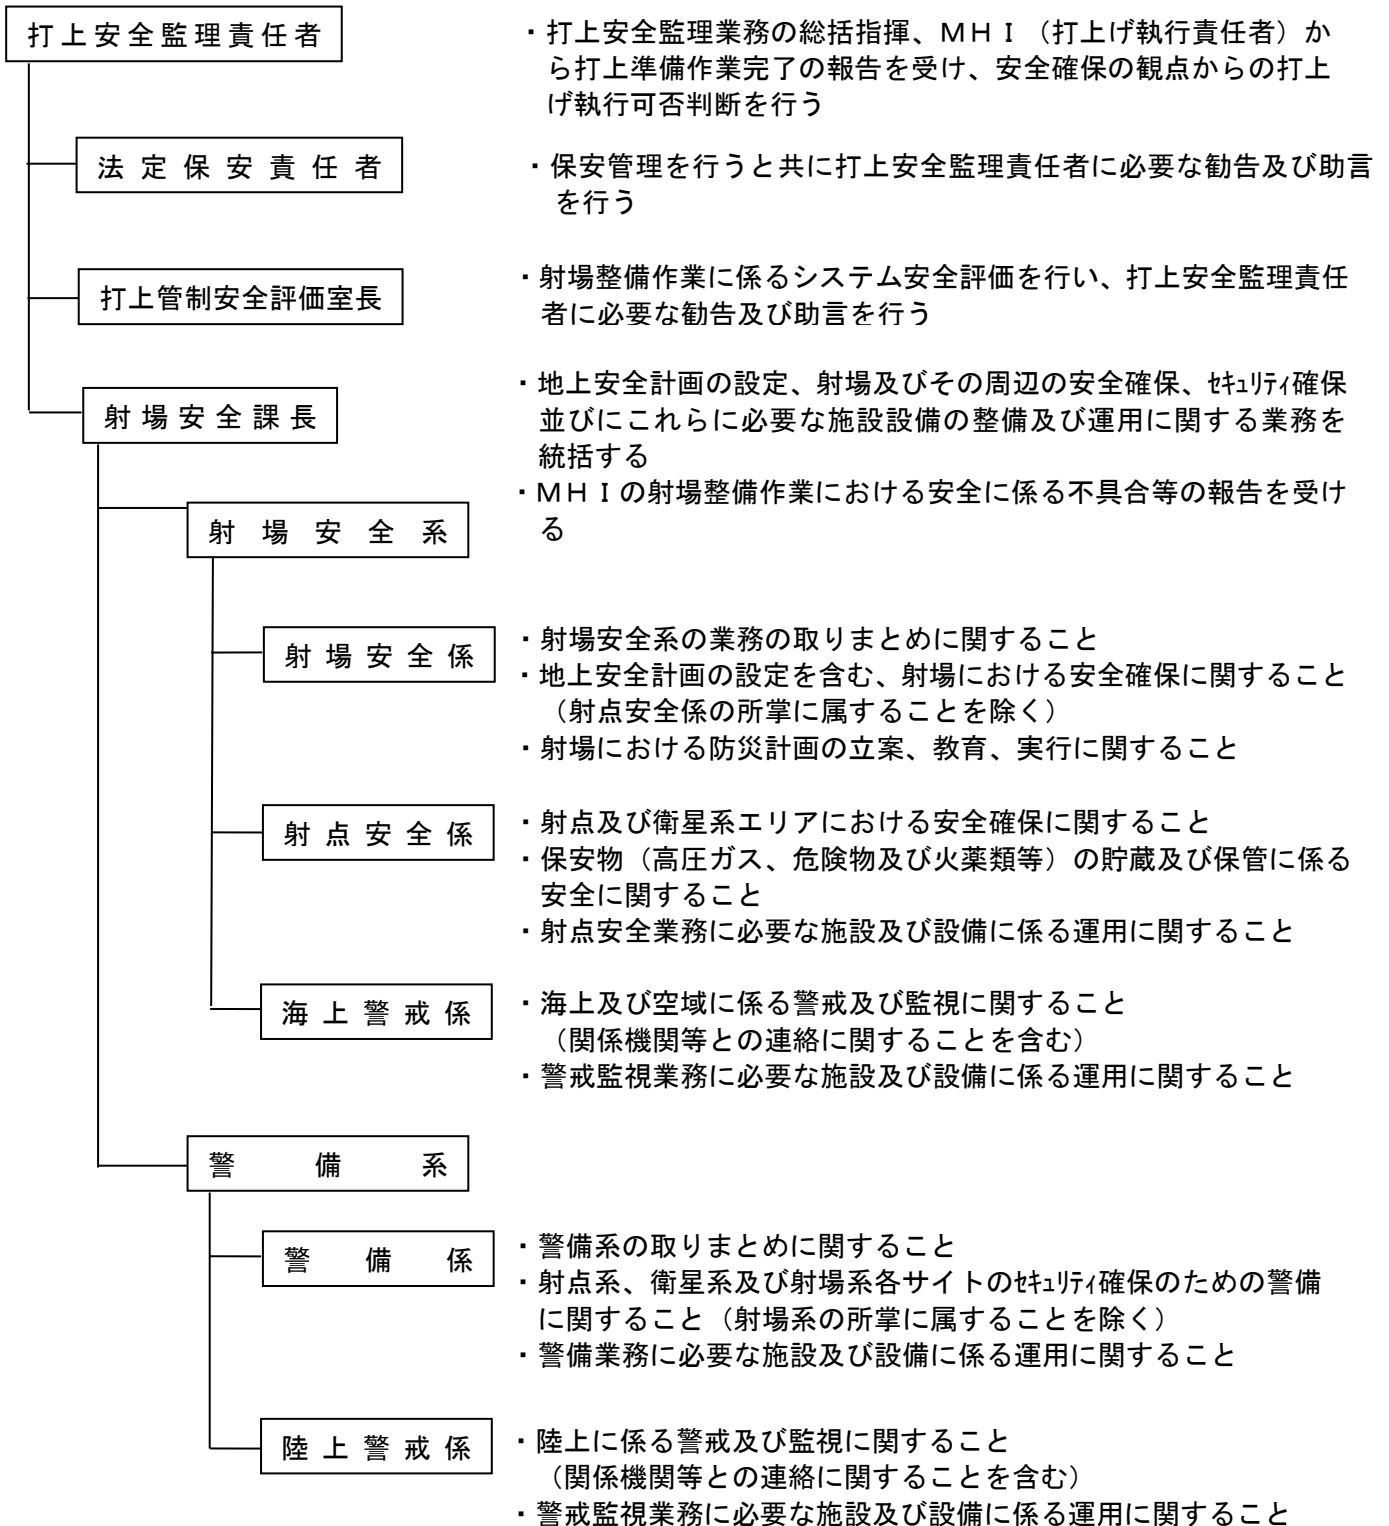 打上安全監理責任者
・打上安全監理業務の総括指揮、ＭＨＩ（打上げ執行責任者）か
ら打上準備作業完了の報告を受け、安全確保の観点からの打上
げ執行可否判断を行う
法定保安責任者
・保安管理を行うと共に打上安全監理責任者に必要な勧告及び助言
を行う
打上管制安全評価室長
・射場整備作業に係るシステム安全評価を行い、打上安全監理責任
者に必要な勧告及び助言を行う
射場安全課長
・地上安全計画の設定、射場及びその周辺の安全確保、ｾｷｭﾘﾃｨ確保
並びにこれらに必要な施設設備の整備及び運用に関する業務を
統括する
・ＭＨＩの射場整備作業における安全に係る不具合等の報告を受け
る
射場安全系
射場安全係
・射場安全系の業務の取りまとめに関すること
・地上安全計画の設定を含む、射場における安全確保に関すること
（射点安全係の所掌に属することを除く）
・射場における防災計画の立案、教育、実行に関すること
射点安全係
・射点及び衛星系エリアにおける安全確保に関すること
・保安物（高圧ガス、危険物及び火薬類等）の貯蔵及び保管に係る
安全に関すること
・射点安全業務に必要な施設及び設備に係る運用に関すること
海上警戒係
・海上及び空域に係る警戒及び監視に関すること
（関係機関等との連絡に関することを含む）
・警戒監視業務に必要な施設及び設備に係る運用に関すること
警備系
警備係
・警備系の取りまとめに関すること
・射点系、衛星系及び射場系各サイトのｾｷｭﾘﾃｨ確保のための警備
に関すること（射場系の所掌に属することを除く）
・警備業務に必要な施設及び設備に係る運用に関すること
陸上警戒係
・陸上に係る警戒及び監視に関すること
（関係機関等との連絡に関することを含む）
・警戒監視業務に必要な施設及び設備に係る運用に関すること